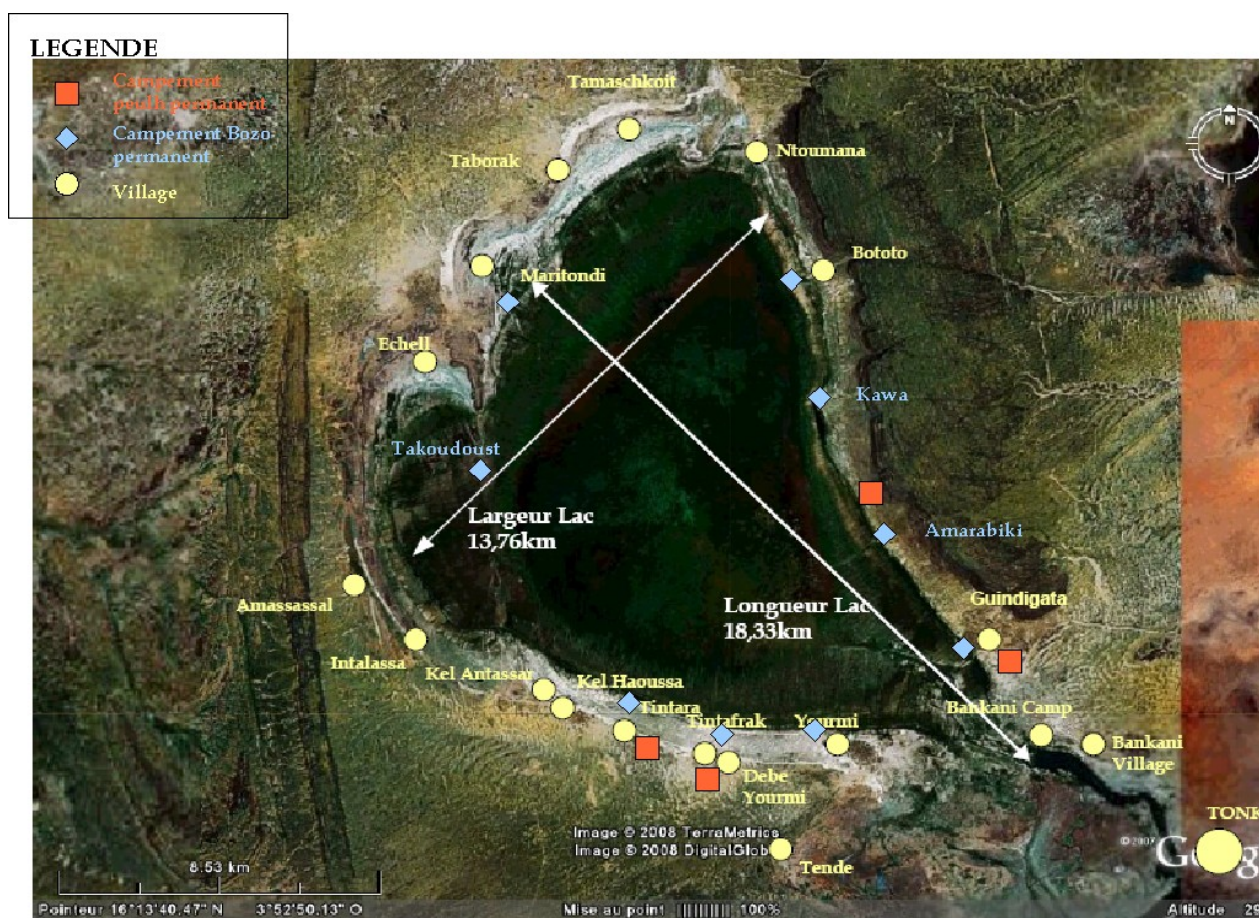 LEGENDE
Campement
peulh permanent
Campement Bozo
permanent
Village
Tamaschkoit
Taborak
Ntoumana
N
Bototo
Maritondi
Echell
Kawa
Takoudoust
Largeur Lac
13,76km
Amarabiki
Amassassal
Longueur Lac
18,33km
Guindigata
Intalassa
Kel Antassar
Kel Haoussa
Tintara
Tintafrak
Yourmi
Bankani Camp
Bankani
Village
Debe
Yourmi
TONK
Image © 2008 TerraMetrics
Image © 2008 DigitalGlob
© 2007
Tende
8.53 km
Pointeur 16°13'40.47" N 3°52'50.13" O
Mise au point 100%
Altitude